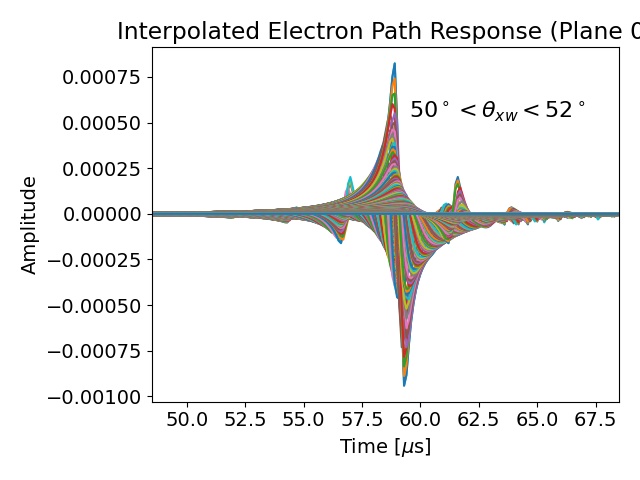 Interpolated Electron Path Response (Plane 0
50° < θxw < 52°
Amplitude
0.00075
0.00050
0.00025
0.00000
−0.00025
−0.00050
−0.00075
−0.00100
50.0 52.5 55.0 57.5 60.0 62.5 65.0 67.5
Time [μs]